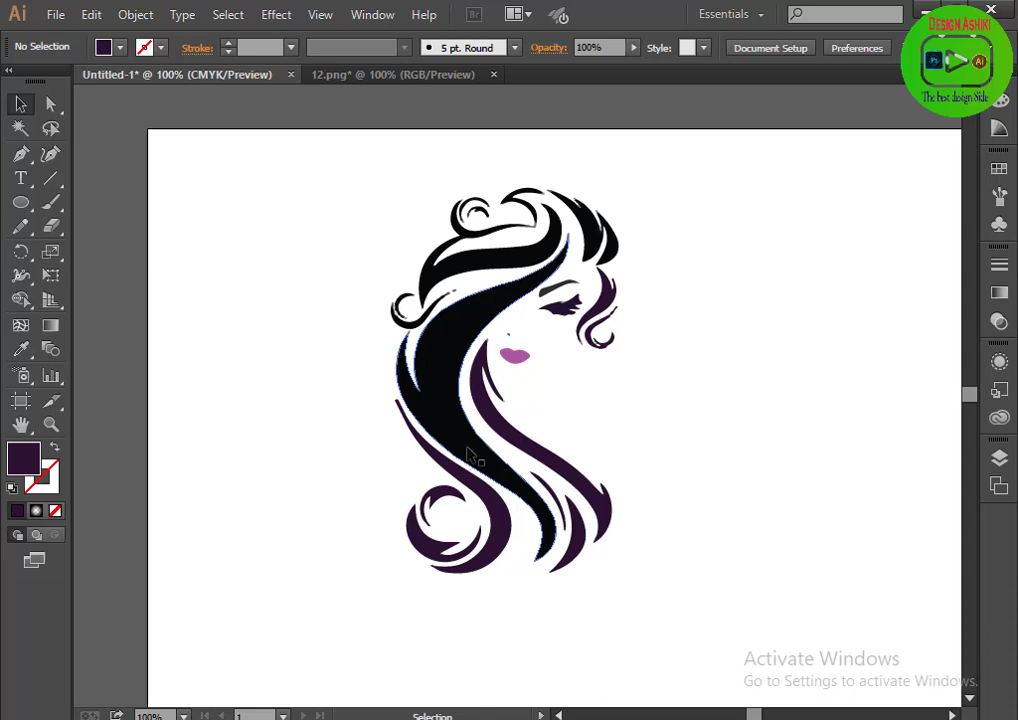 Ai File Edit Object Type Select Effect View Window Help Br Essentials
DESIGN ASHIKI
Ps Ai
The best design Side
No Selection Stroke: 5 pt. Round Opacity: 100% Style: Document Setup Preferences
Untitled-1* @ 100% (CMYK/Preview) × 12.png* @ 100% (RGB/Preview) ×
T
Activate Windows
Go to Settings to activate Windows.
100% 1 Selection